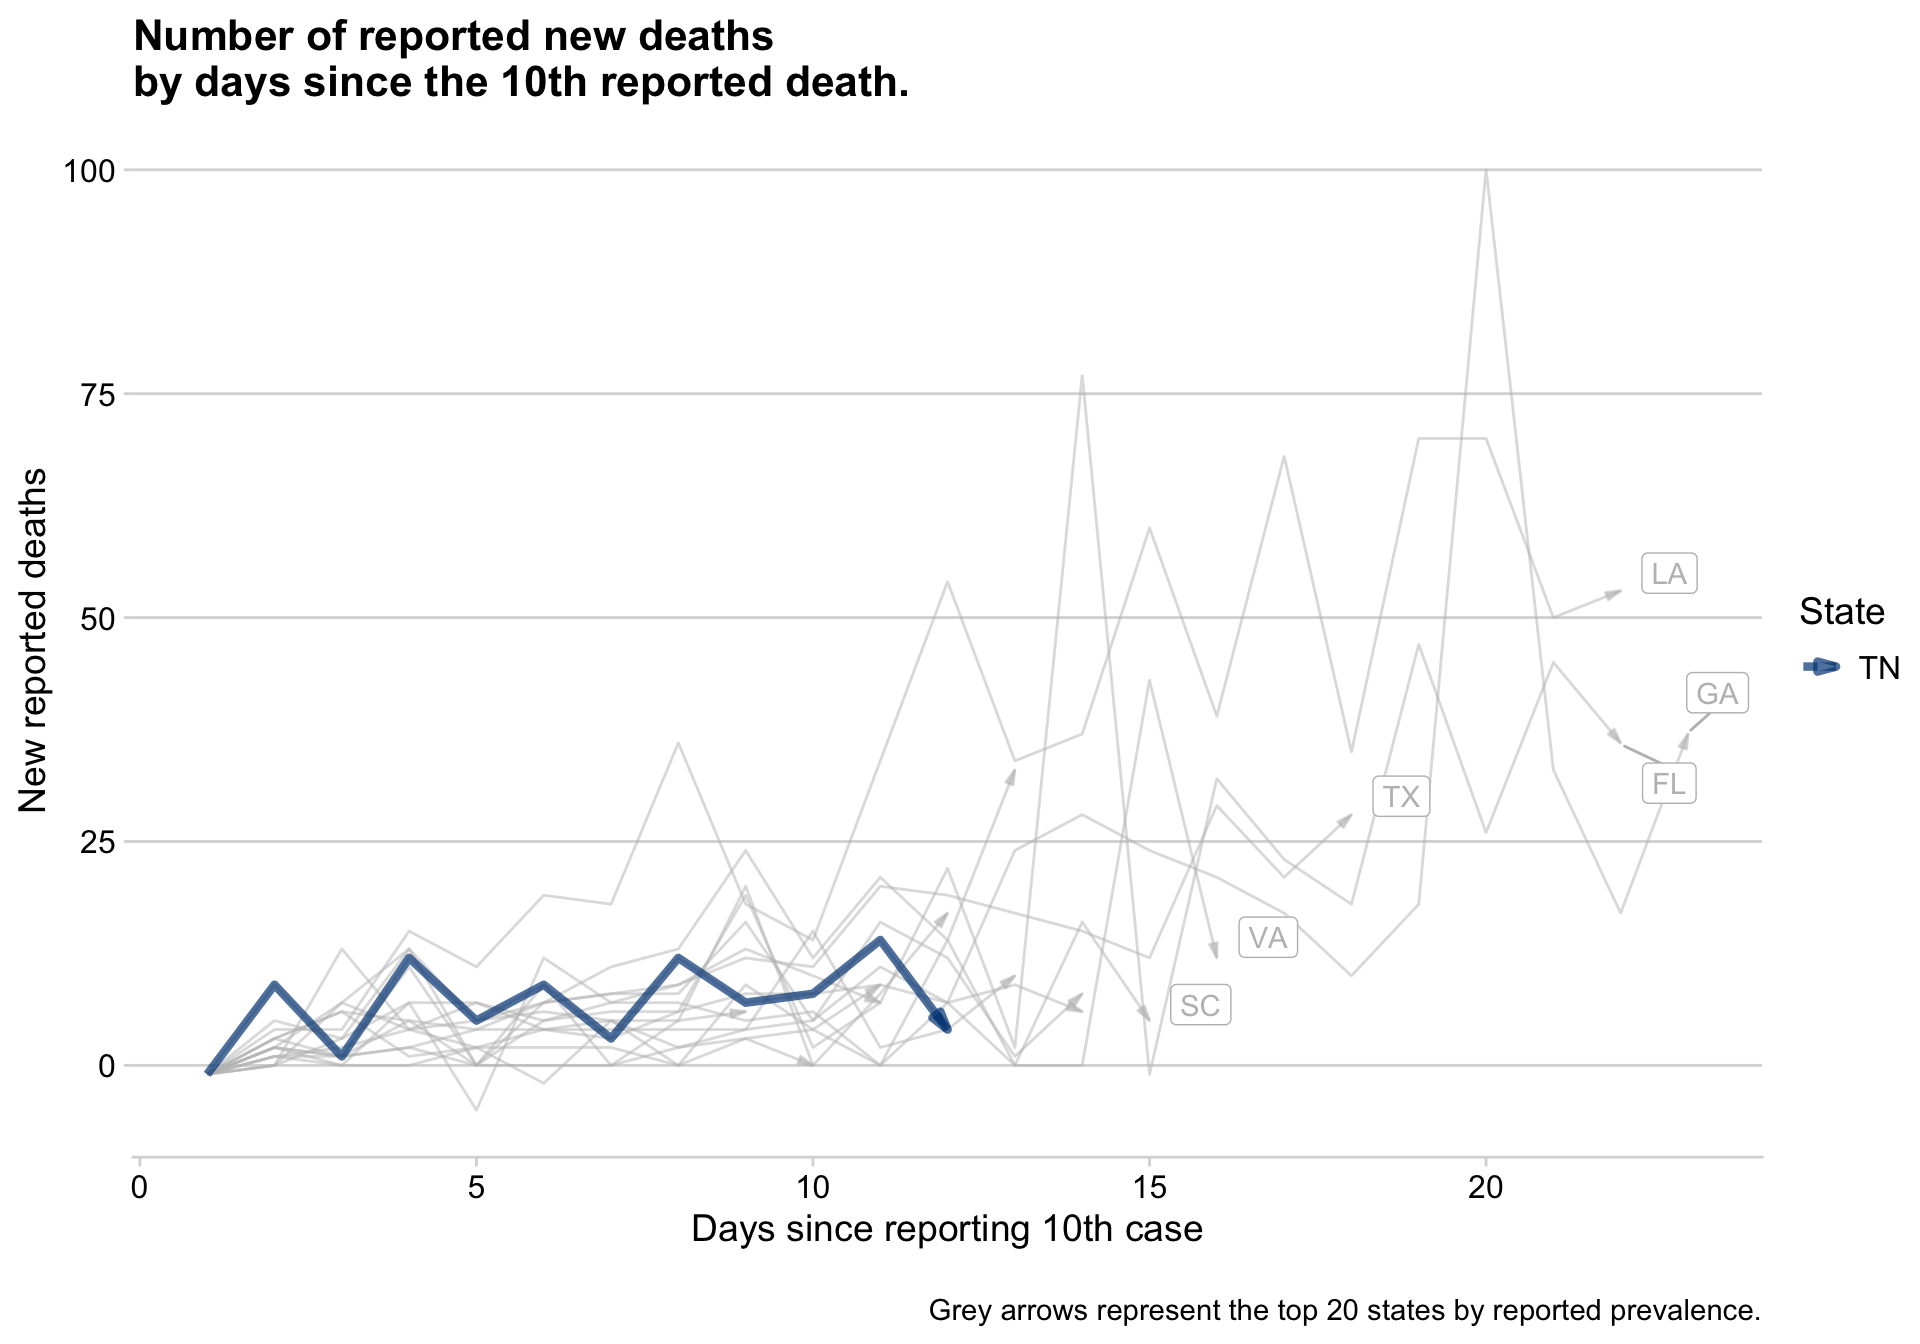 Number of reported new deaths
by days since the 10th reported death.
New reported deaths
100
75
50
25
0
LA
GA
FL
TX
VA
SC
State
TN
0 5 10 15 20
Days since reporting 10th case
Grey arrows represent the top 20 states by reported prevalence.